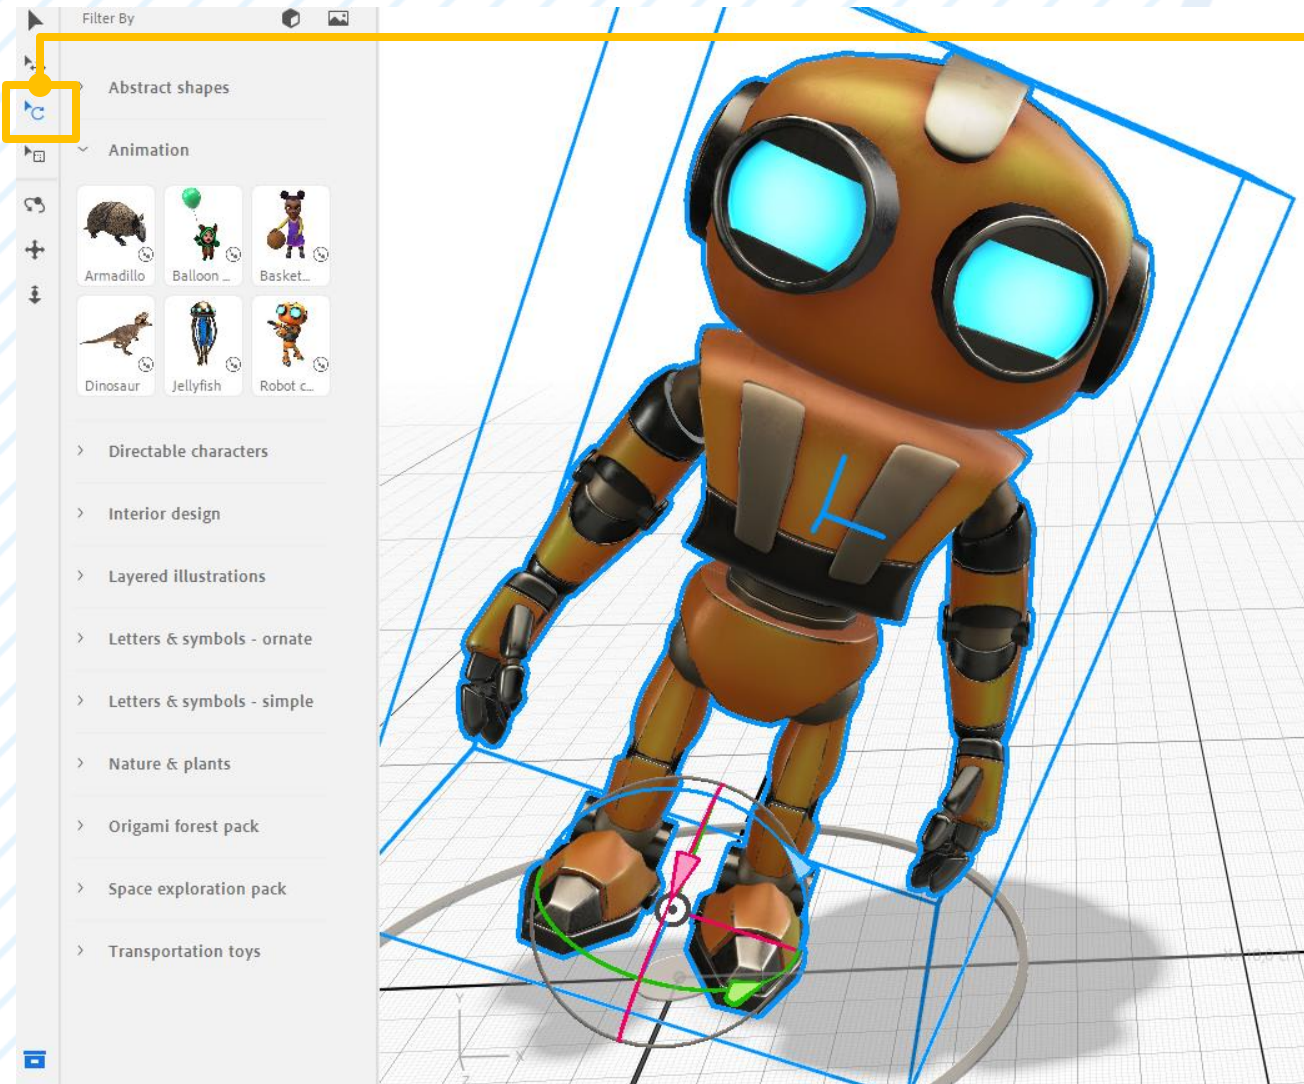 Filter By
Abstract shapes
Animation
Armadillo
Balloon ...
Basket...
Dinosaur
Jellyfish
Robot c...
Directable characters
Interior design
Layered illustrations
Letters & symbols - ornate
Letters & symbols - simple
Nature & plants
Origami forest pack
Space exploration pack
Transportation toys
Y
X
Z